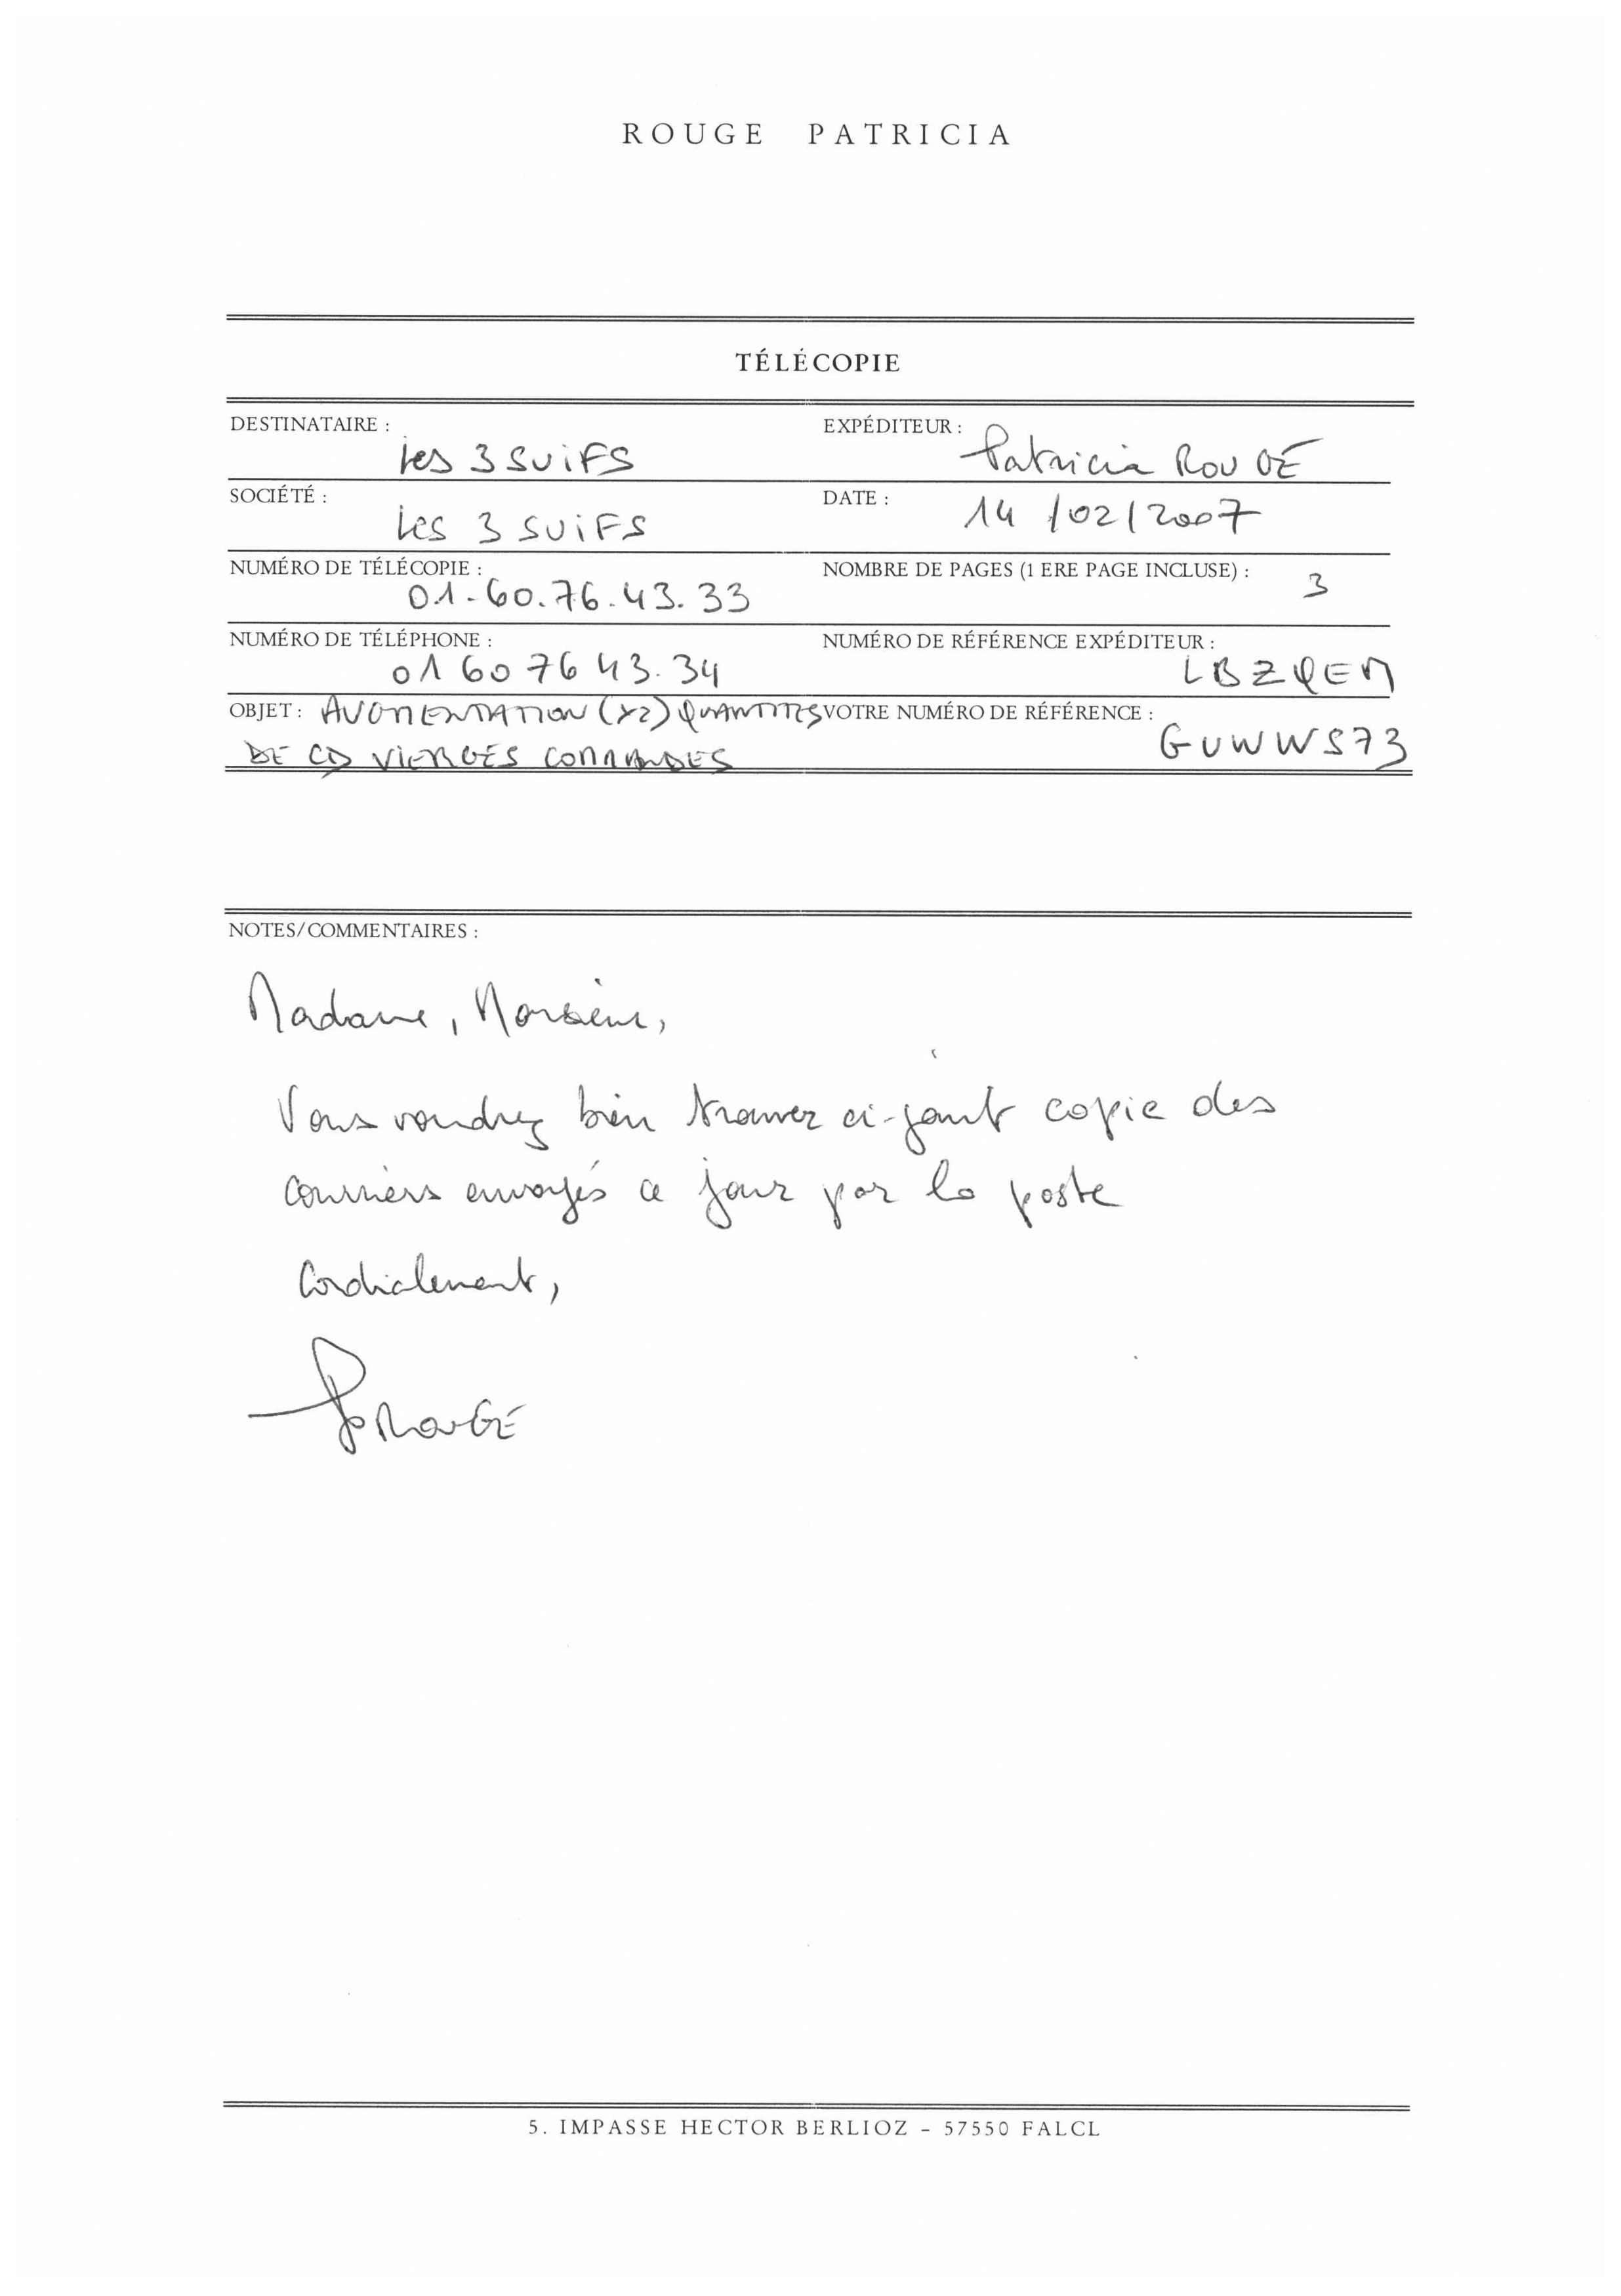 ROUGE PATRICIA
TÉLÉCOPIE
DESTINATAIRE :
Les 3 SUiFS
EXPÉDITEUR :
Patricia ROUGE
SOCIÉTÉ :
Les 3 SUiFS
DATE :
14/02/2007
NUMÉRO DE TÉLÉCOPIE :
01.60.76.43.33
NOMBRE DE PAGES (1 ERE PAGE INCLUSE) :
3
NUMÉRO DE TÉLÉPHONE :
01 60 76 43.34
NUMÉRO DE RÉFÉRENCE EXPÉDITEUR :
LBZQEM
OBJET : AUGMENTATION (x2) QUANTITES
DE CD VIERGES COMMANDES
VOTRE NUMÉRO DE RÉFÉRENCE :
GUWWS73
NOTES/COMMENTAIRES :
Madame, Monsieur,
Vous voudrez bien trouver ci-joint copie des
courriers envoyés ce jour par la poste
Cordialement,
PROUGE
5. IMPASSE HECTOR BERLIOZ – 57550 FALCL